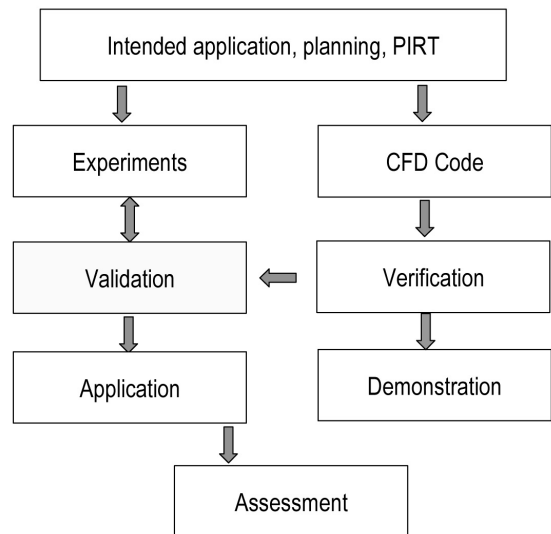 Intended application, planning, PIRT
Experiments
CFD Code
Validation
Verification
Application
Demonstration
Assessment